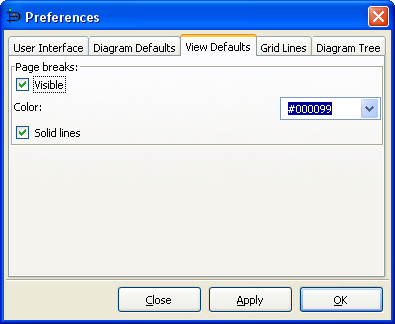 Preferences
User Interface Diagram Defaults View Defaults Grid Lines Diagram Tree
Page breaks:
Visible
Color: #000099
Solid lines
Close Apply OK